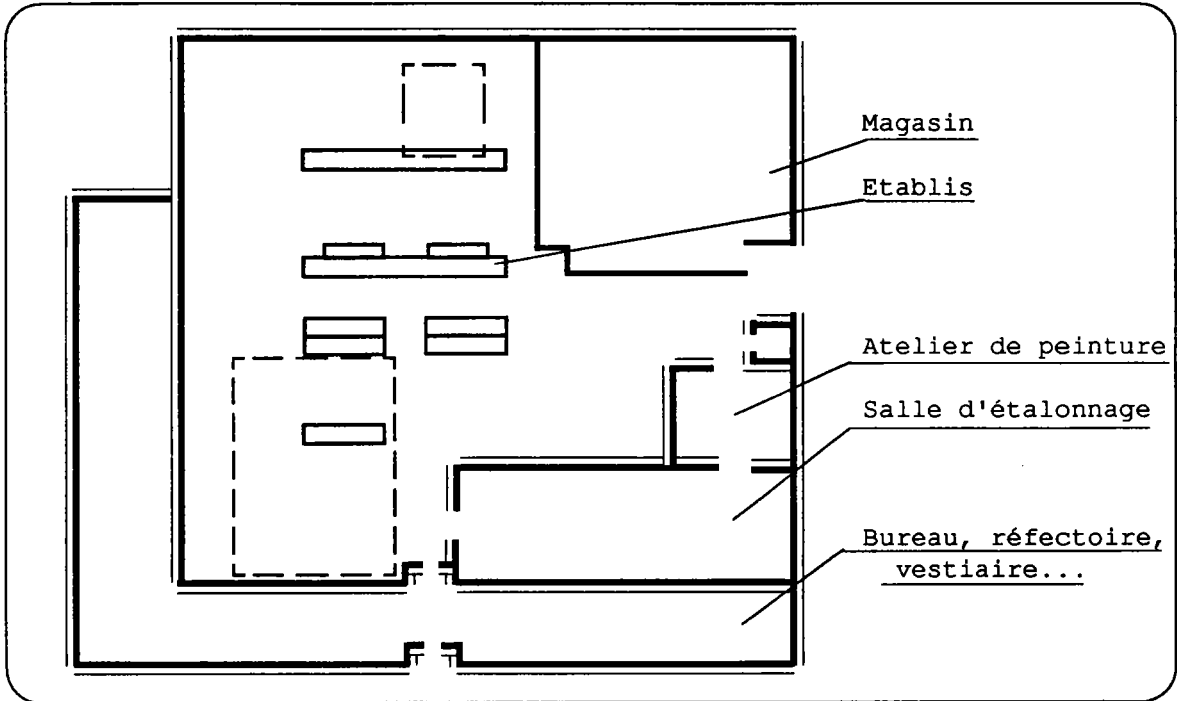 Magasin
Etablis
Atelier de peinture
Salle d'étalonnage
Bureau, réfectoire,
vestiaire...